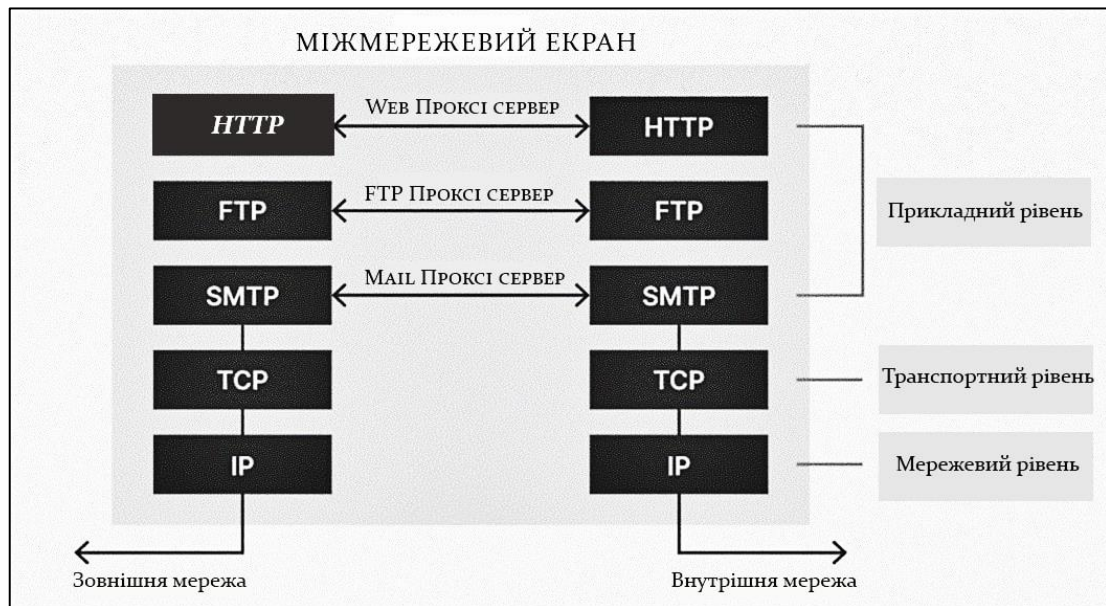 МІЖМЕРЕЖЕВИЙ ЕКРАН
HTTP
WEB ПРОКСІ СЕРВЕР
HTTP
FTP
FTP ПРОКСІ СЕРВЕР
FTP
Прикладний рівень
SMTP
MAIL ПРОКСІ СЕРВЕР
SMTP
TCP
TCP
Транспортний рівень
IP
IP
Мережевий рівень
Зовнішня мережа
Внутрішня мережа